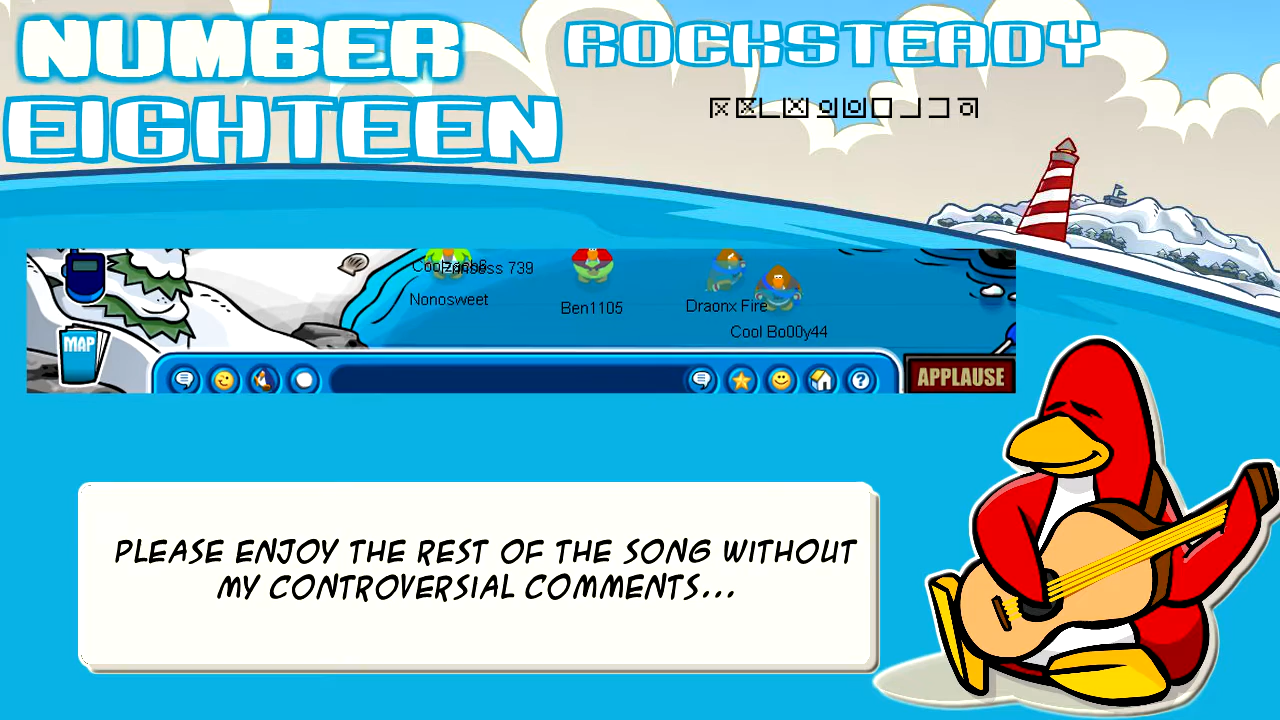 NUMBER
EIGHTEEN
ROCKSTEADY
Nonosweet
Ben1105
Draonx Fire
Cool Bo00y44
MAP
APPLAUSE
PLEASE ENJOY THE REST OF THE SONG WITHOUT
MY CONTROVERSIAL COMMENTS...